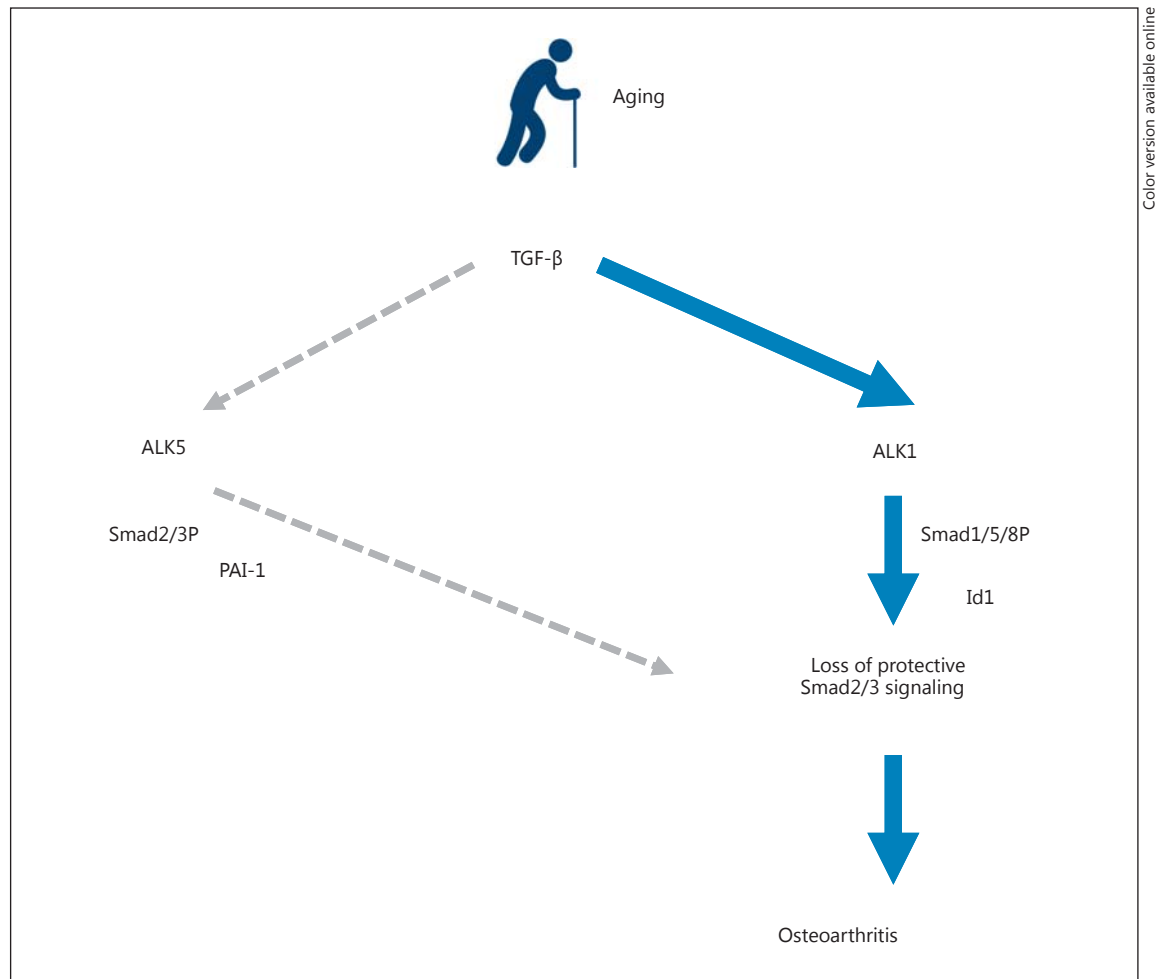 Color version available online
Aging
TGF-β
ALK5
ALK1
Smad2/3P
Smad1/5/8P
PAI-1
Id1
Loss of protective
Smad2/3 signaling
Osteoarthritis